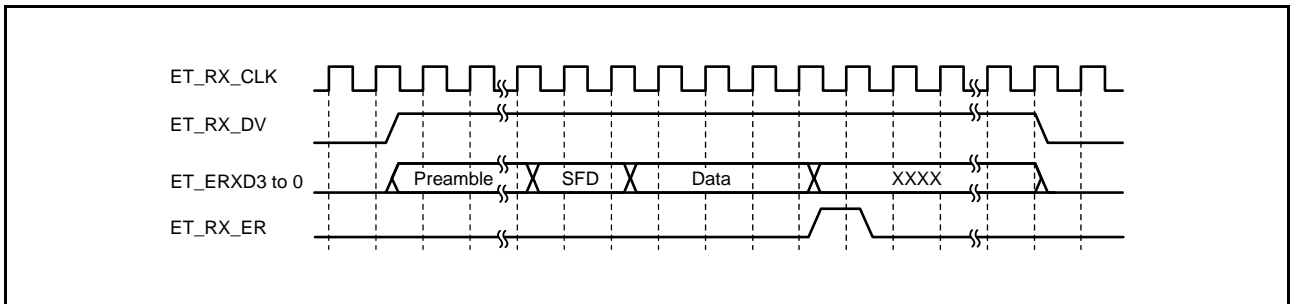 ET_RX_CLK
ET_RX_DV
ET_ERXD3 to 0
Preamble
SFD
Data
XXXX
ET_RX_ER